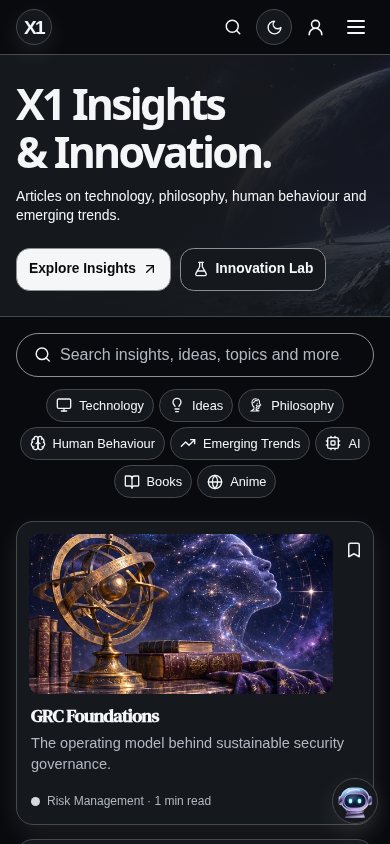 X1
X1 Insights
& Innovation.
Articles on technology, philosophy, human behaviour and
emerging trends.
Explore Insights
Innovation Lab
Search insights, ideas, topics and more.
Technology
Ideas
Philosophy
Human Behaviour
Emerging Trends
AI
Books
Anime
GRC Foundations
The operating model behind sustainable security
governance.
Risk Management · 1 min read